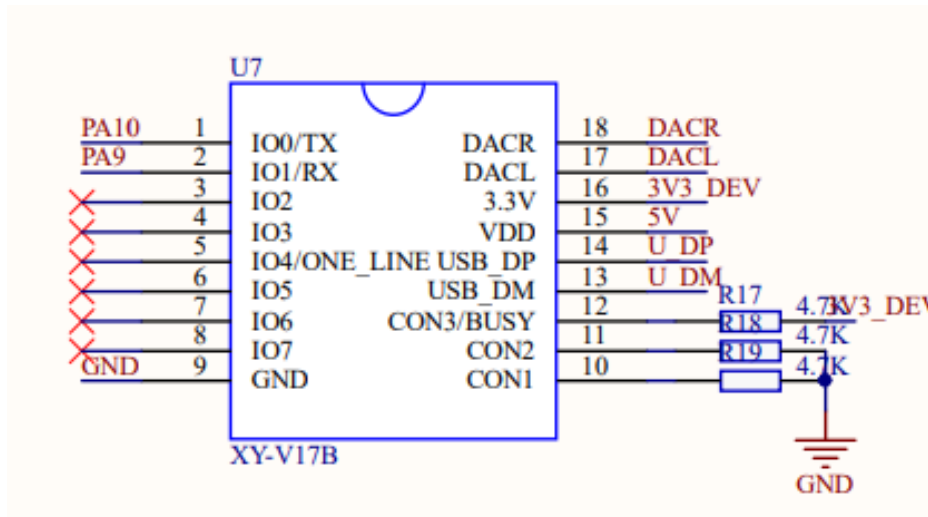 U7
PA10 1 IO0/TX DACR 18 DACR
PA9 2 IO1/RX DACL 17 DACL
3 IO2 3.3V 16 3V3_DEV
4 IO3 VDD 15 5V
5 IO4/ONE_LINE USB_DP 14 U_DP
6 IO5 USB_DM 13 U_DM
7 IO6 CON3/BUSY 12 R17 4.7K 3V3_DEV
8 IO7 CON2 11 R18 4.7K
GND 9 GND CON1 10 R19 4.7K
XY-V17B
GND